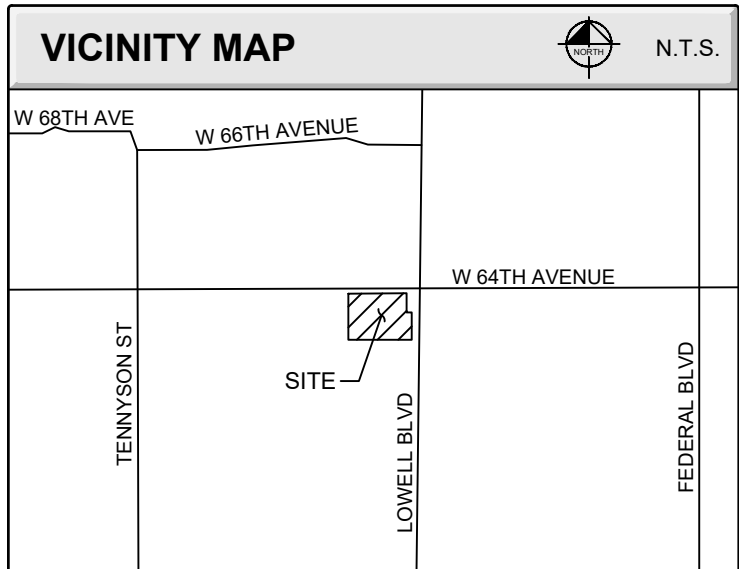 VICINITY MAP
NORTH
N.T.S.
W 68TH AVE
W 66TH AVENUE
W 64TH AVENUE
SITE
TENNYSON ST
LOWELL BLVD
FEDERAL BLVD